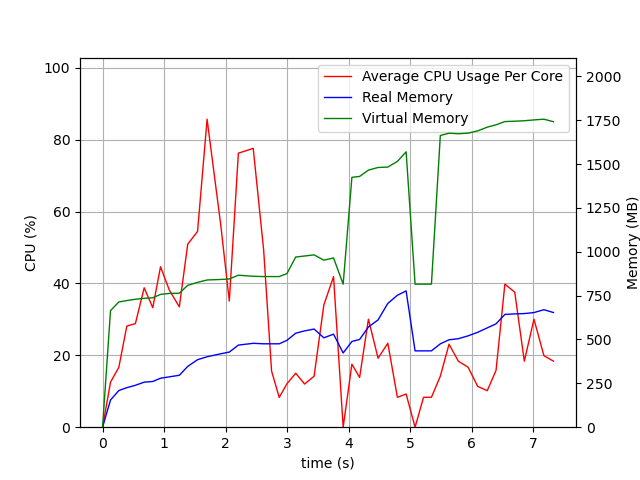 Average CPU Usage Per Core
Real Memory
Virtual Memory
CPU (%)
100
80
60
40
20
0
Memory (MB)
2000
1750
1500
1250
1000
750
500
250
0
0 1 2 3 4 5 6 7
time (s)